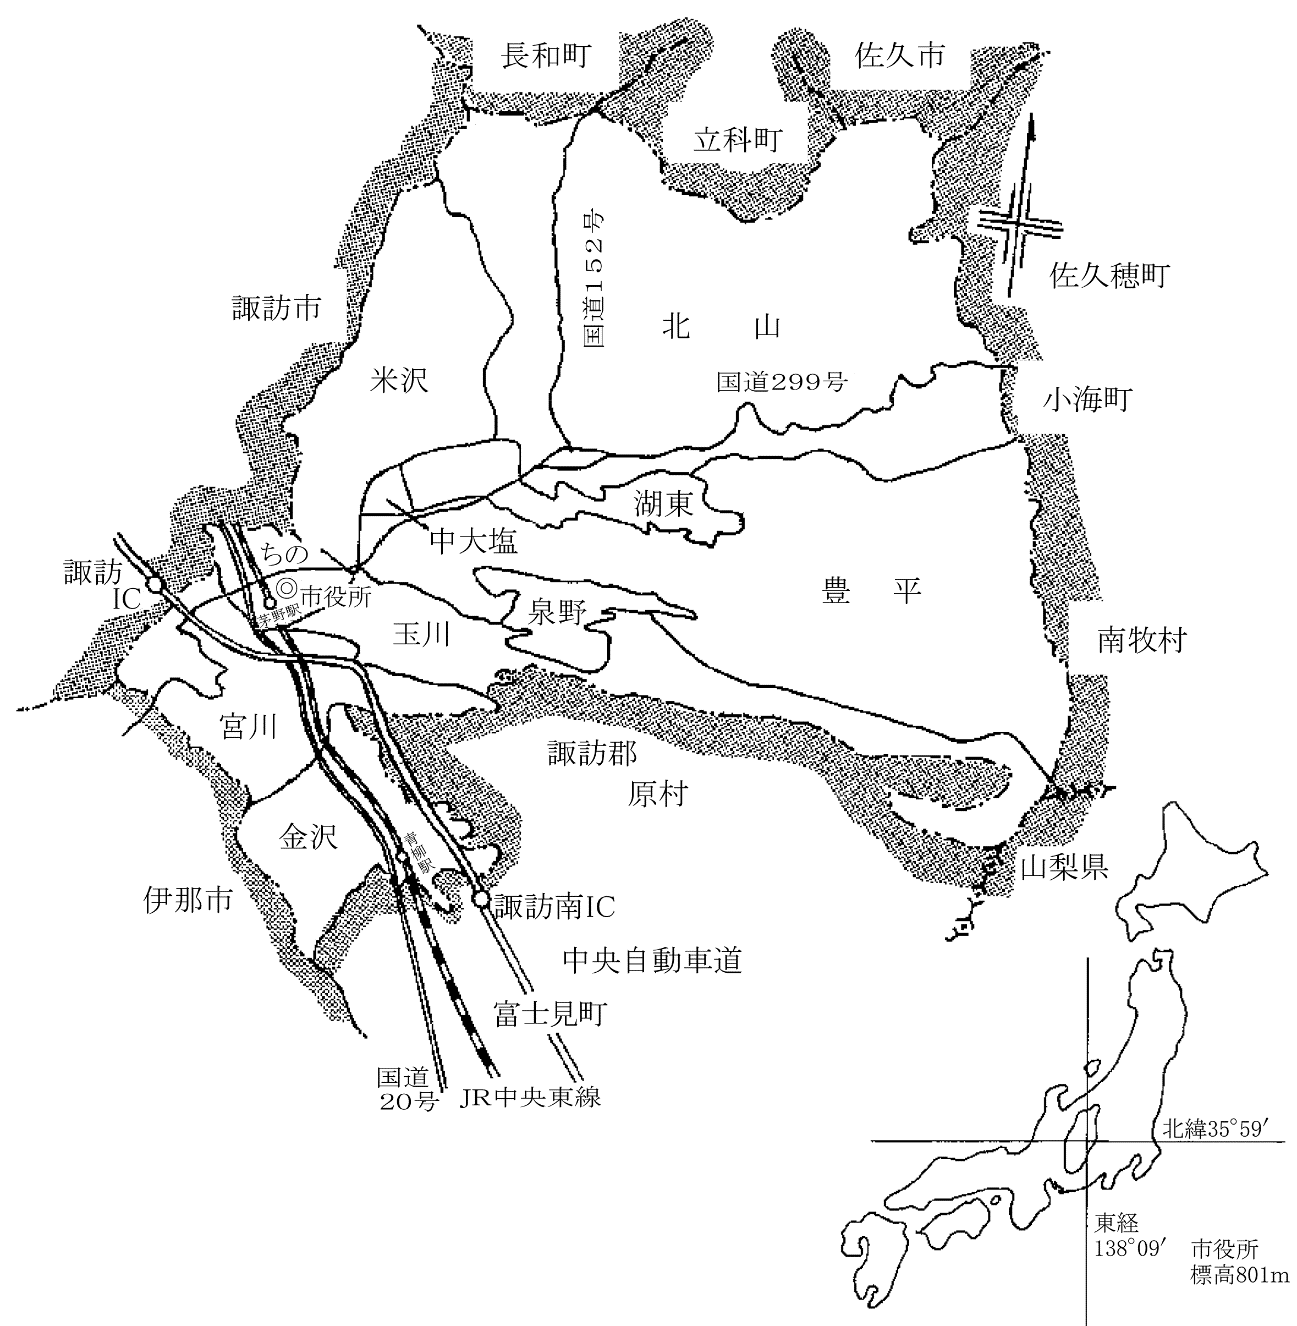 長和町
佐久市
立科町
国道152号
佐久穂町
諏訪市
北山
米沢
国道299号
小海町
湖東
中大塩
ちの
諏訪
IC
市役所
茅野駅
泉野
豊平
玉川
南牧村
宮川
諏訪郡
原村
金沢
青柳駅
山梨県
伊那市
諏訪南IC
中央自動車道
富士見町
国道
20号
JR中央東線
北緯35°59′
東経
138°09′
市役所
標高801m